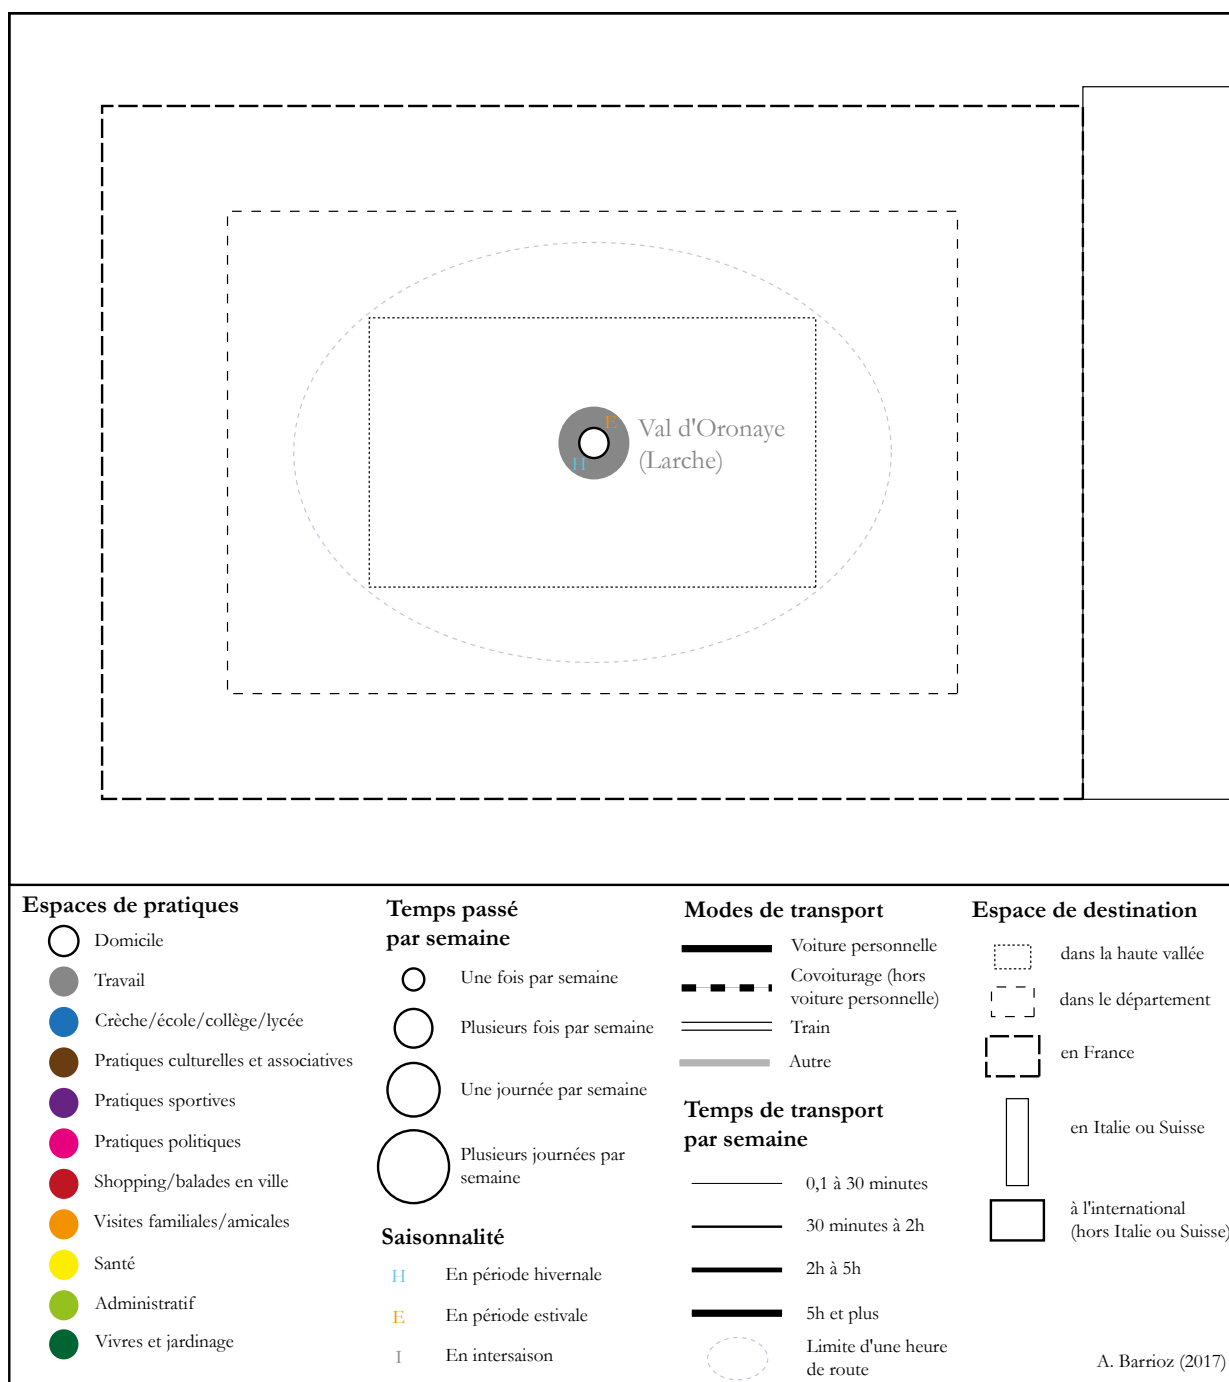 E
Val d'Oronaye
(Larche)
H
Espaces de pratiques
Domicile
Travail
Crèche/école/collège/lycée
Pratiques culturelles et associatives
Pratiques sportives
Pratiques politiques
Shopping/balades en ville
Visites familiales/amicales
Santé
Administratif
Vivres et jardinage
Temps passé
par semaine
Une fois par semaine
Plusieurs fois par semaine
Une journée par semaine
Plusieurs journées par
semaine
Saisonnalité
H En période hivernale
E En période estivale
I En intersaison
Modes de transport
Voiture personnelle
Covoiturage (hors
voiture personnelle)
Train
Autre
Temps de transport
par semaine
0,1 à 30 minutes
30 minutes à 2h
2h à 5h
5h et plus
Limite d'une heure
de route
Espace de destination
dans la haute vallée
dans le département
en France
en Italie ou Suisse
à l'international
(hors Italie ou Suisse)
A. Barrioz (2017)